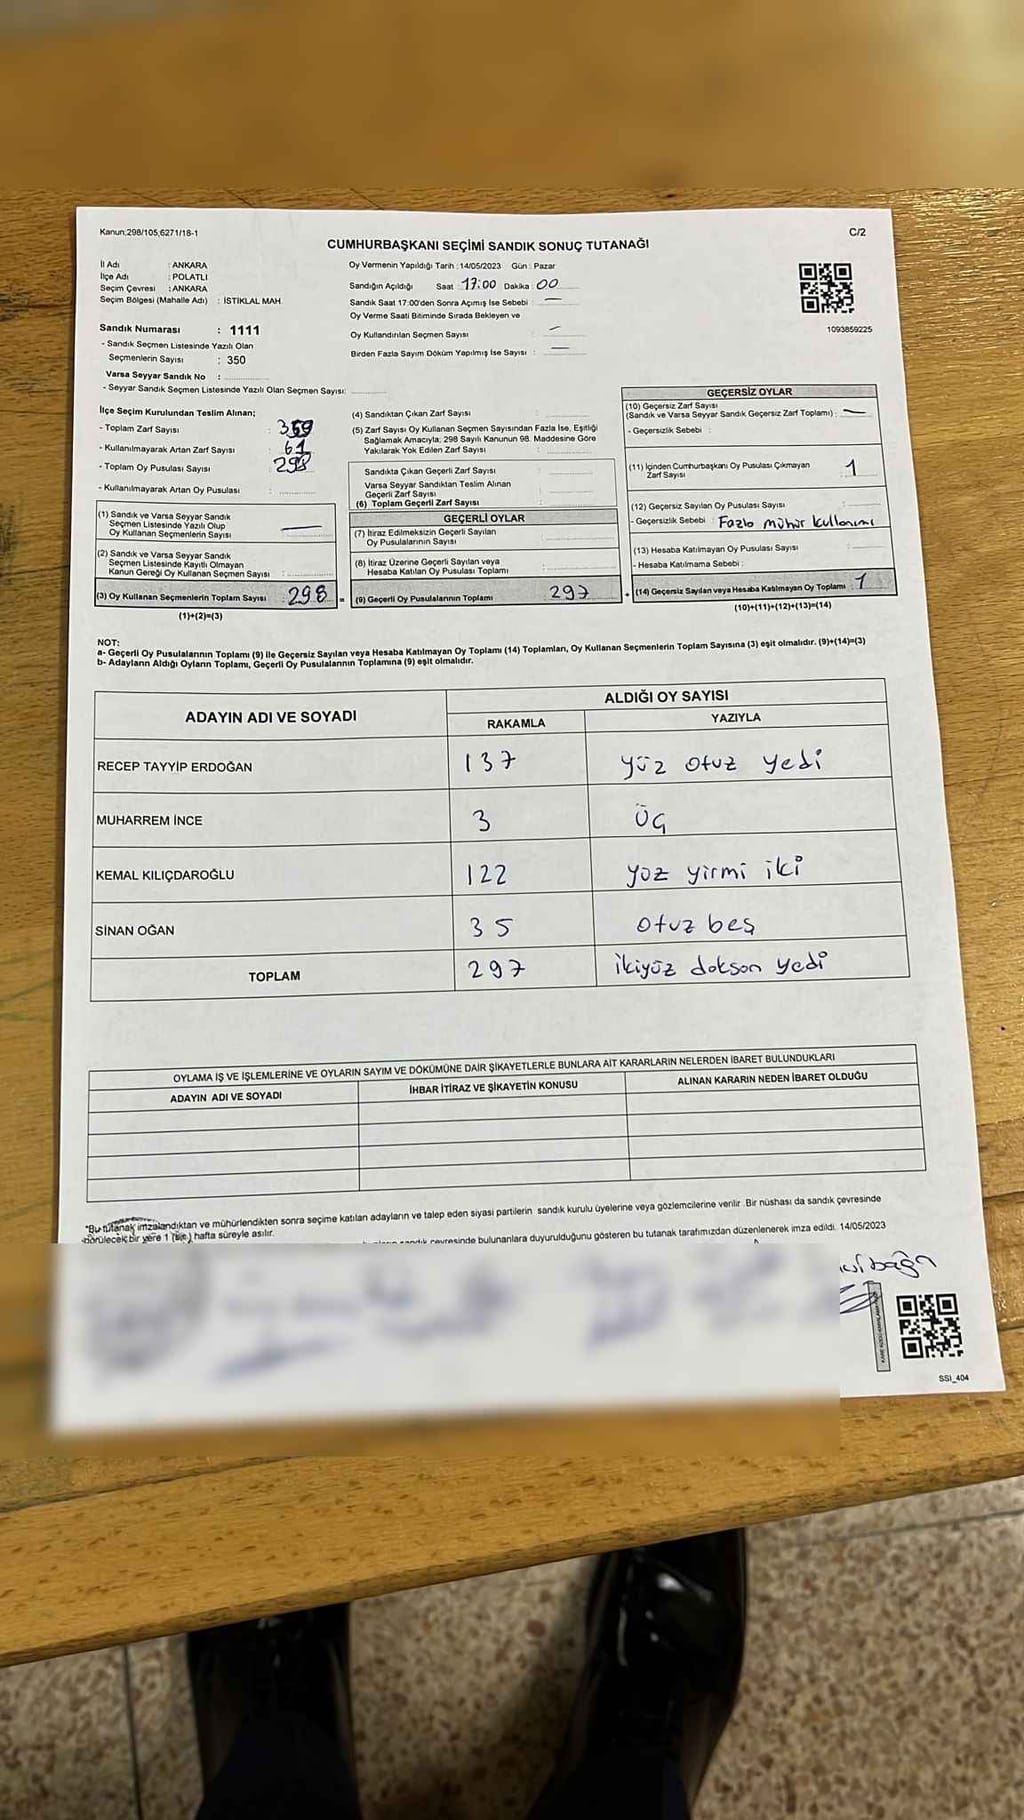 Kanun;298/105,6271/18-1
C/2
CUMHURBAŞKANI SEÇİMİ SANDIK SONUÇ TUTANAĞI
İl Adı : ANKARA
İlçe Adı : POLATLI
Seçim Çevresi : ANKARA
Seçim Bölgesi (Mahalle Adı) : İSTİKLAL MAH.
Oy Vermenin Yapıldığı Tarih : 14/05/2023 Gün : Pazar
Sandığın Açıldığı Saat 17:00 Dakika 00
Sandık Saat 17:00'den Sonra Açımış İse Sebebi : —
Oy Verme Saati Bitiminde Sırada Bekleyen ve
Oy Kullandırılan Seçmen Sayısı : —
Birden Fazla Sayım Döküm Yapılmış İse Sayısı : —
1093859225
Sandık Numarası : 1111
- Sandık Seçmen Listesinde Yazılı Olan
Seçmenlerin Sayısı : 350
Varsa Seyyar Sandık No :
- Seyyar Sandık Seçmen Listesinde Yazılı Olan Seçmen Sayısı:
İlçe Seçim Kurulundan Teslim Alınan;
- Toplam Zarf Sayısı :
- Kullanılmayarak Artan Zarf Sayısı : 61
- Toplam Oy Pusulası Sayısı : 298
- Kullanılmayarak Artan Oy Pusulası :
(1) Sandık ve Varsa Seyyar Sandık
Seçmen Listesinde Yazılı Olup
Oy Kullanan Seçmenlerin Sayısı : —
(2) Sandık ve Varsa Seyyar Sandık
Seçmen Listesinde Kayıtlı Olmayan
Kanun Gereği Oy Kullanan Seçmen Sayısı :
(3) Oy Kullanan Seçmenlerin Toplam Sayısı : 298
(1)+(2)=(3)
(4) Sandıktan Çıkan Zarf Sayısı :
(5) Zarf Sayısı Oy Kullanan Seçmen Sayısından Fazla İse, Eşitliği
Sağlamak Amacıyla; 298 Sayılı Kanunun 98. Maddesine Göre
Yakılarak Yok Edilen Zarf Sayısı :
Sandıkta Çıkan Geçerli Zarf Sayısı :
Varsa Seyyar Sandıktan Teslim Alınan
Geçerli Zarf Sayısı :
(6) Toplam Geçerli Zarf Sayısı :
GEÇERLİ OYLAR
(7) İtiraz Edilmeksizin Geçerli Sayılan
Oy Pusulalarının Sayısı :
(8) İtiraz Üzerine Geçerli Sayılan veya
Hesaba Katılan Oy Pusulası Toplamı :
(9) Geçerli Oy Pusulalarının Toplamı : 297
GEÇERSİZ OYLAR
(10) Geçersiz Zarf Sayısı
(Sandık ve Varsa Seyyar Sandık Geçersiz Zarf Toplamı) : —
- Geçersizlik Sebebi :
(11) İçinden Cumhurbaşkanı Oy Pusulası Çıkmayan
Zarf Sayısı : 1
(12) Geçersiz Sayılan Oy Pusulası Sayısı :
- Geçersizlik Sebebi : Fazla mühür kullanımı
(13) Hesaba Katılmayan Oy Pusulası Sayısı :
- Hesaba Katılmama Sebebi :
(14) Geçersiz Sayılan veya Hesaba Katılmayan Oy Toplamı : 1
(10)+(11)+(12)+(13)=(14)
NOT:
a- Geçerli Oy Pusulalarının Toplamı (9) ile Geçersiz Sayılan veya Hesaba Katılmayan Oy Toplamı (14) Toplamları, Oy Kullanan Seçmenlerin Toplam Sayısına (3) eşit olmalıdır. (9)+(14)=(3)
b- Adayların Aldığı Oyların Toplamı, Geçerli Oy Pusulalarının Toplamına (9) eşit olmalıdır.
ADAYIN ADI VE SOYADI
ALDIĞI OY SAYISI
RAKAMLA YAZIYLA
RECEP TAYYİP ERDOĞAN 137 yüz otuz yedi
MUHARREM İNCE 3 üç
KEMAL KILIÇDAROĞLU 122 yüz yirmi iki
SİNAN OĞAN 35 otuz beş
TOPLAM 297 ikiyüz doksan yedi
OYLAMA İŞ VE İŞLEMLERİNE VE OYLARIN SAYIM VE DÖKÜMÜNE DAİR ŞİKAYETLERLE BUNLARA AİT KARARLARIN NELERDEN İBARET BULUNDUKLARI
ADAYIN ADI VE SOYADI İHBAR İTİRAZ VE ŞİKAYETİN KONUSU ALINAN KARARIN NEDEN İBARET OLDUĞU
"Bu tutanak imzalandıktan ve mühürlendikten sonra seçime katılan adayların ve talep eden siyasi partilerin sandık kurulu üyelerine veya gözlemcilerine verilir. Bir nüshası da sandık çevresinde
görülecek bir yere 1 (bir) hafta süreyle asılır.
sandık çevresinde bulunanlara duyurulduğunu gösteren bu tutanak tarafımızdan düzenlenerek imza edildi. 14/05/2023
SSI_404